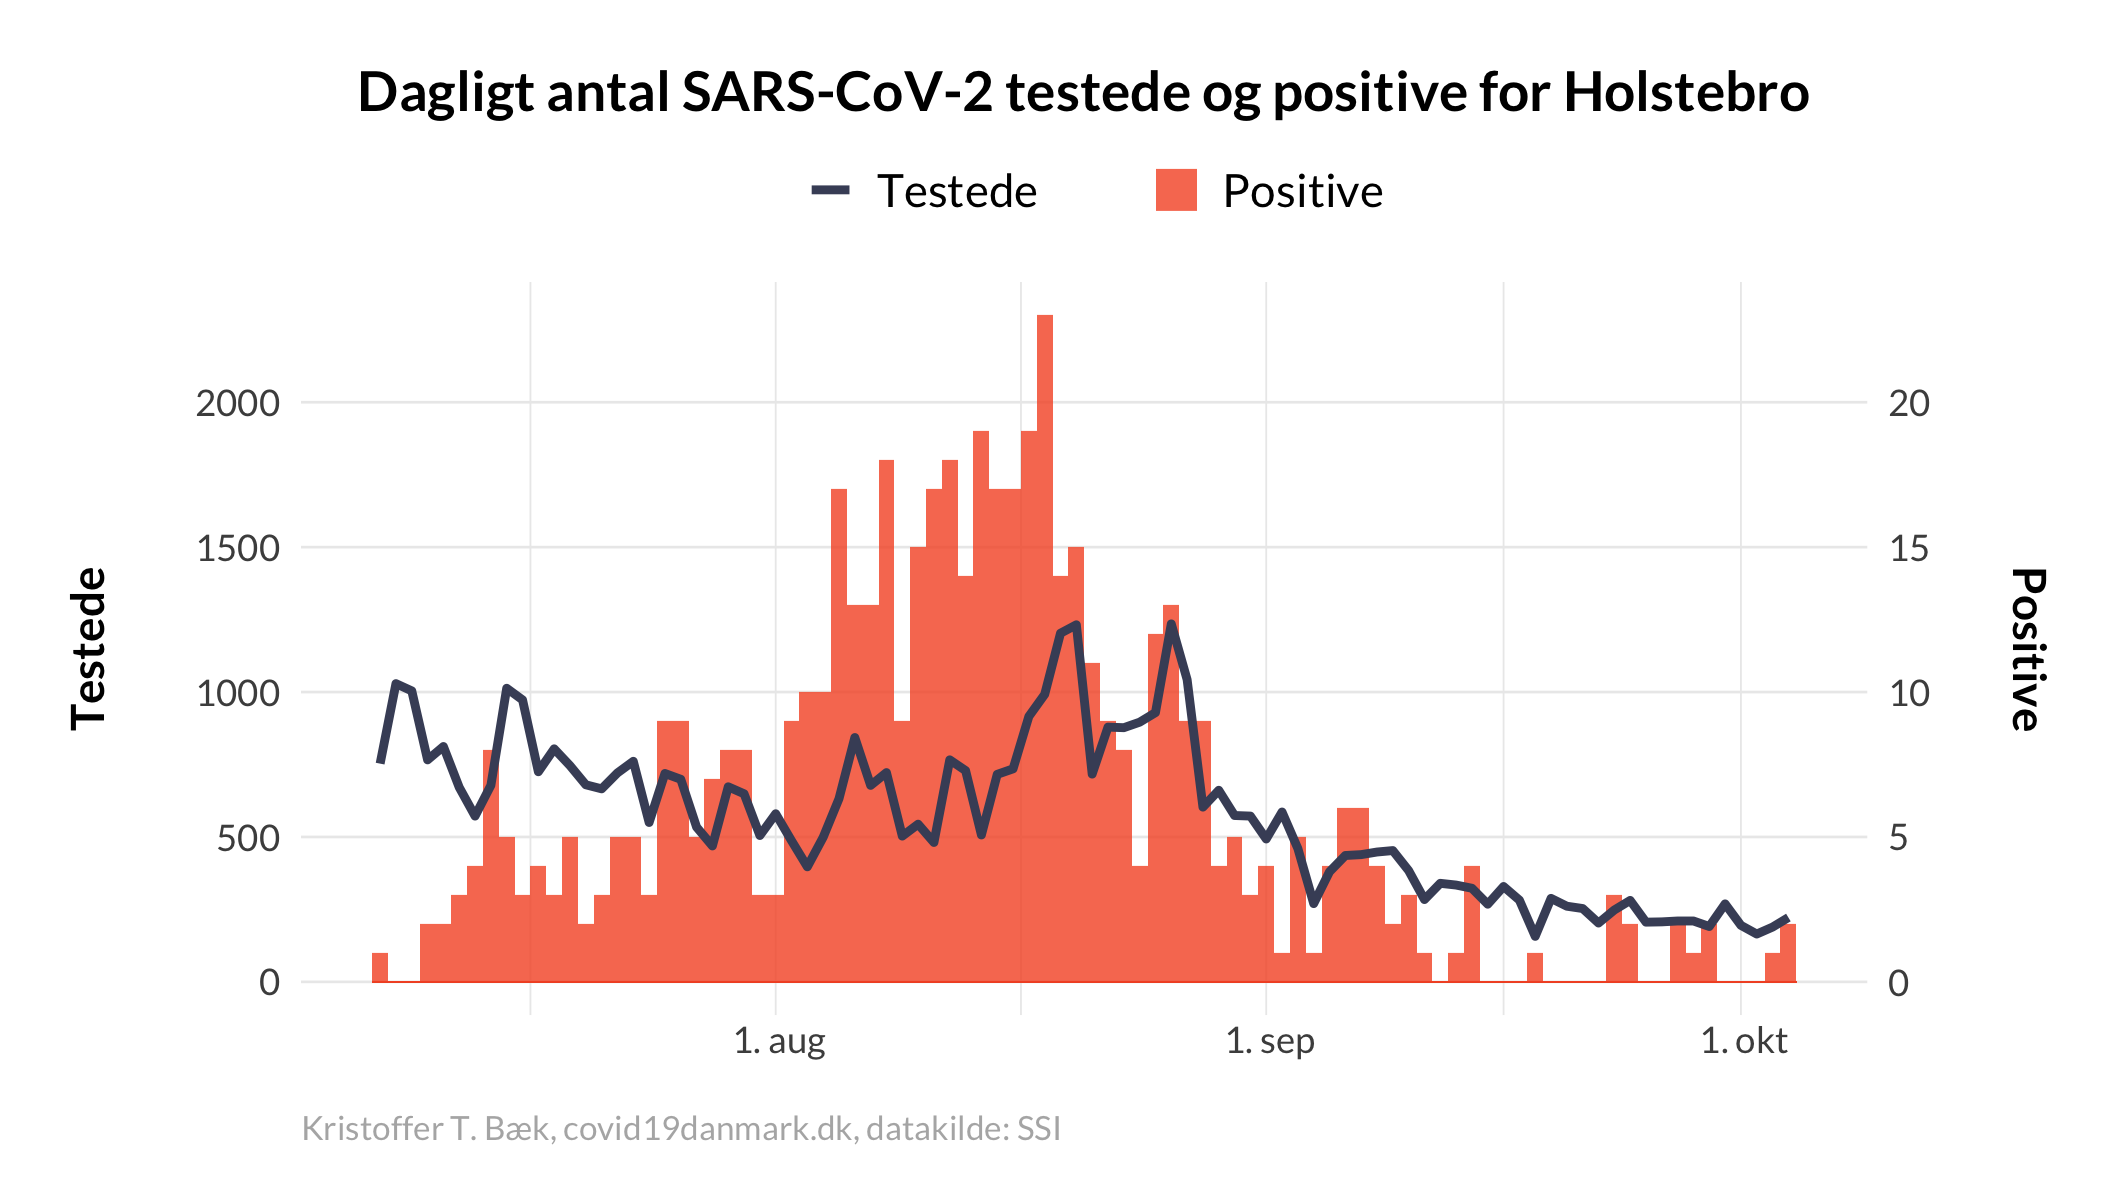 Dagligt antal SARS-CoV-2 testede og positive for Holstebro
Testede
Positive
2000
1500
1000
500
0
Testede
20
15
10
5
0
Positive
1. aug
1. sep
1. okt
Kristoffer T. Bæk, covid19danmark.dk, datakilde: SSI